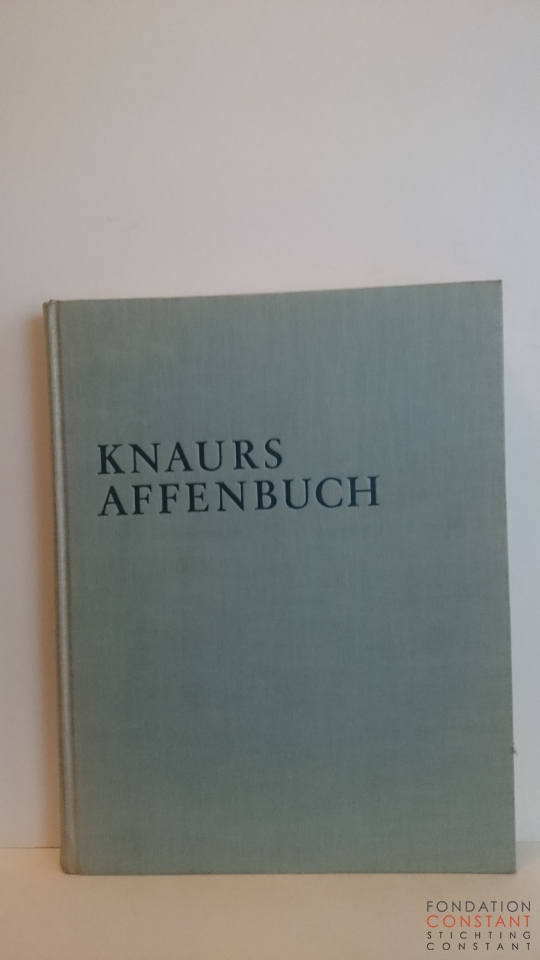 KNAURS
AFFENBUCH
FONDATION
CONSTANT
STICHTING
CONSTANT